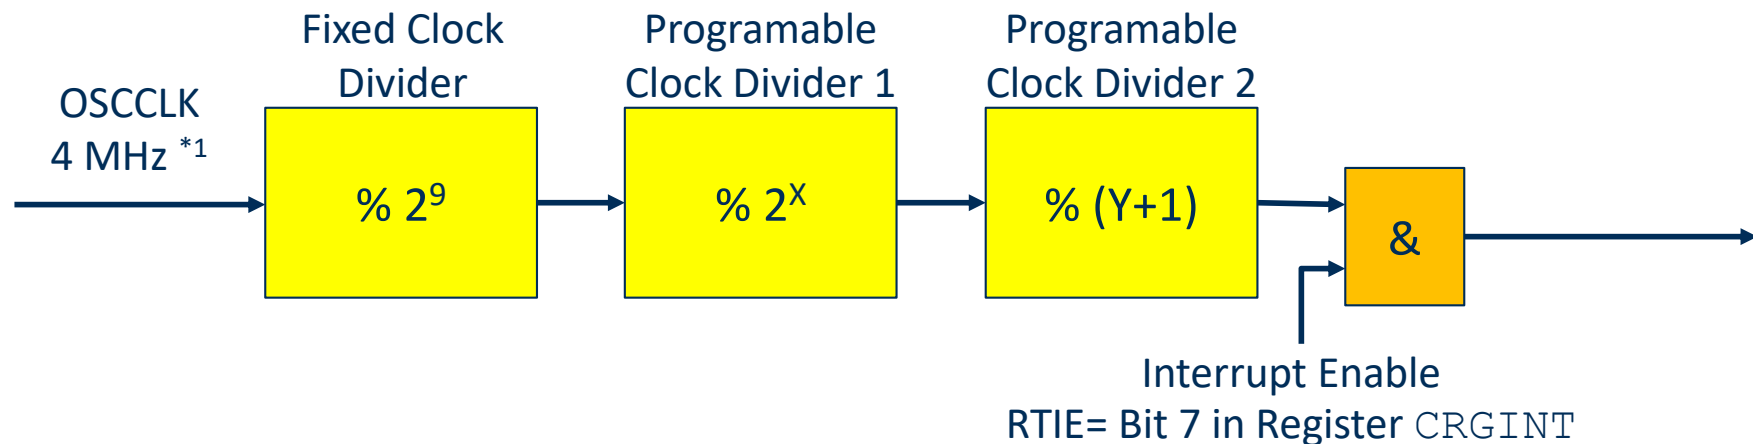 Fixed Clock
Divider
Programable
Clock Divider 1
Programable
Clock Divider 2
OSCCLK
4 MHz *1
% 2⁹
% 2ˣ
% (Y+1)
&
Interrupt Enable
RTIE= Bit 7 in Register CRGINT